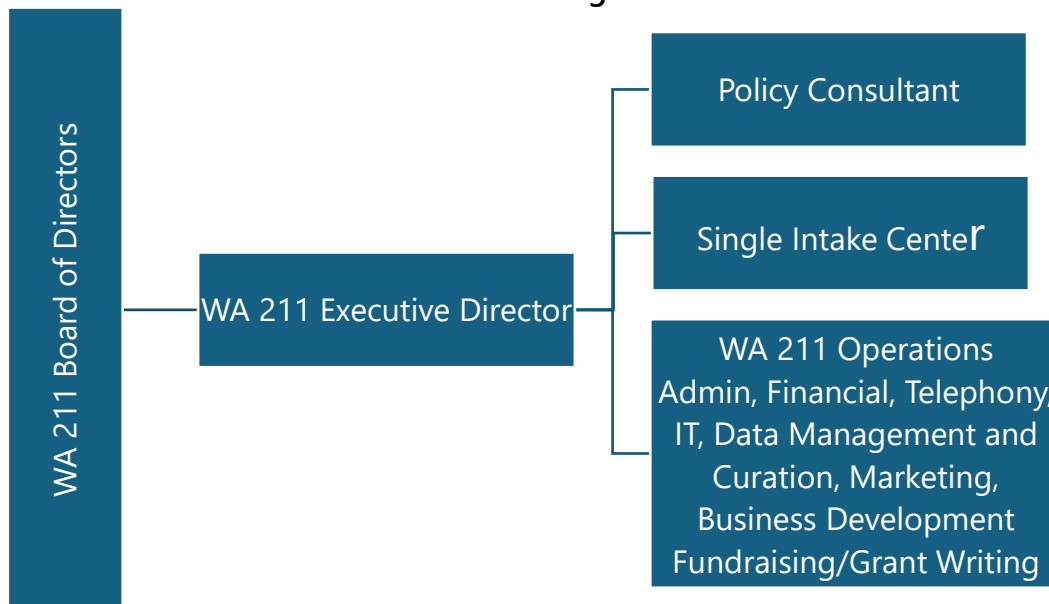 WA 211 Board of Directors
WA 211 Executive Director
Policy Consultant
Single Intake Center
WA 211 Operations
Admin, Financial, Telephony,
IT, Data Management and
Curation, Marketing,
Business Development
Fundraising/Grant Writing